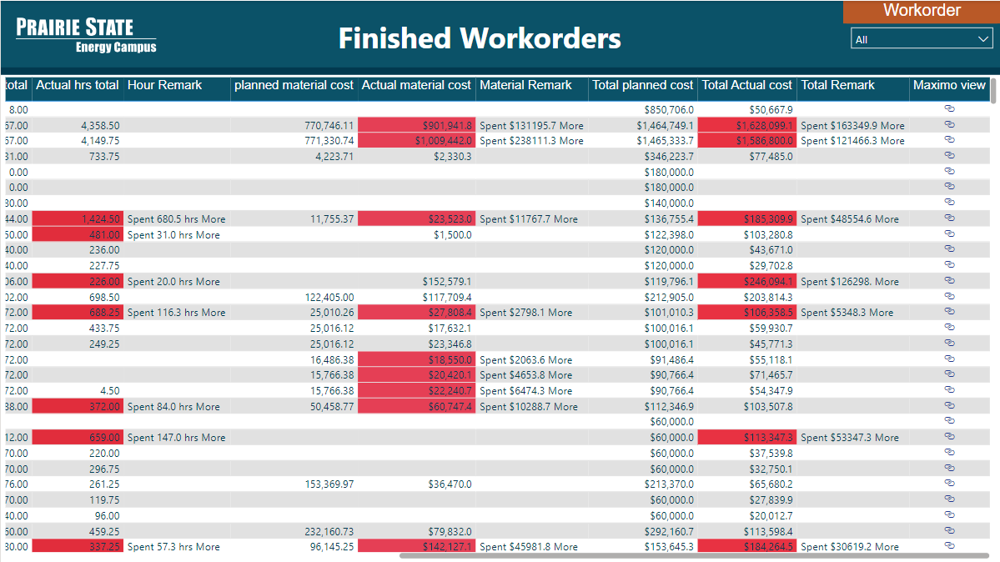 PRAIRIE STATE
Energy Campus
Finished Workorders
Workorder
All
total Actual hrs total Hour Remark planned material cost Actual material cost Material Remark Total planned cost Total Actual cost Total Remark Maximo view
8.00 $850,706.0 $50,667.9
57.00 4,358.50 770,746.11 $901,941.8 Spent $131195.7 More $1,464,749.1 $1,628,099.1 Spent $163349.9 More
57.00 4,149.75 771,330.74 $1,009,442.0 Spent $238111.3 More $1,465,333.7 $1,586,800.0 Spent $121466.3 More
31.00 733.75 4,223.71 $2,330.3 $346,223.7 $77,485.0
0.00 $180,000.0
0.00 $180,000.0
80.00 $140,000.0
44.00 1,424.50 Spent 680.5 hrs More 11,755.37 $23,523.0 Spent $11767.7 More $136,755.4 $185,309.9 Spent $48554.6 More
50.00 481.00 Spent 31.0 hrs More $1,500.0 $122,398.0 $103,280.8
40.00 236.00 $120,000.0 $43,671.0
40.00 227.75 $120,000.0 $29,702.8
06.00 226.00 Spent 20.0 hrs More $152,579.1 $119,796.1 $246,094.1 Spent $126298. More
02.00 698.50 122,405.00 $117,709.4 $212,905.0 $203,814.3
72.00 688.25 Spent 116.3 hrs More 25,010.26 $27,808.4 Spent $2798.1 More $101,010.3 $106,358.5 Spent $5348.3 More
72.00 433.75 25,016.12 $17,632.1 $100,016.1 $59,930.7
72.00 249.25 25,016.12 $23,346.8 $100,016.1 $45,771.3
72.00 16,486.38 $18,550.0 Spent $2063.6 More $91,486.4 $55,118.1
72.00 15,766.38 $20,420.1 Spent $4653.8 More $90,766.4 $71,465.7
72.00 4.50 15,766.38 $22,240.7 Spent $6474.3 More $90,766.4 $54,347.9
88.00 372.00 Spent 84.0 hrs More 50,458.77 $60,747.4 Spent $10288.7 More $112,346.9 $103,507.8
$60,000.0
12.00 659.00 Spent 147.0 hrs More $60,000.0 $113,347.3 Spent $53347.3 More
70.00 220.00 $60,000.0 $37,539.8
70.00 296.75 $60,000.0 $32,750.1
76.00 261.25 153,369.97 $36,470.0 $213,370.0 $65,680.2
70.00 119.75 $60,000.0 $27,839.9
40.00 96.00 $60,000.0 $20,012.7
60.00 459.25 232,160.73 $79,832.0 $292,160.7 $113,598.4
80.00 337.25 Spent 57.3 hrs More 96,145.25 $142,127.1 Spent $45981.8 More $153,645.3 $184,264.5 Spent $30619.2 More